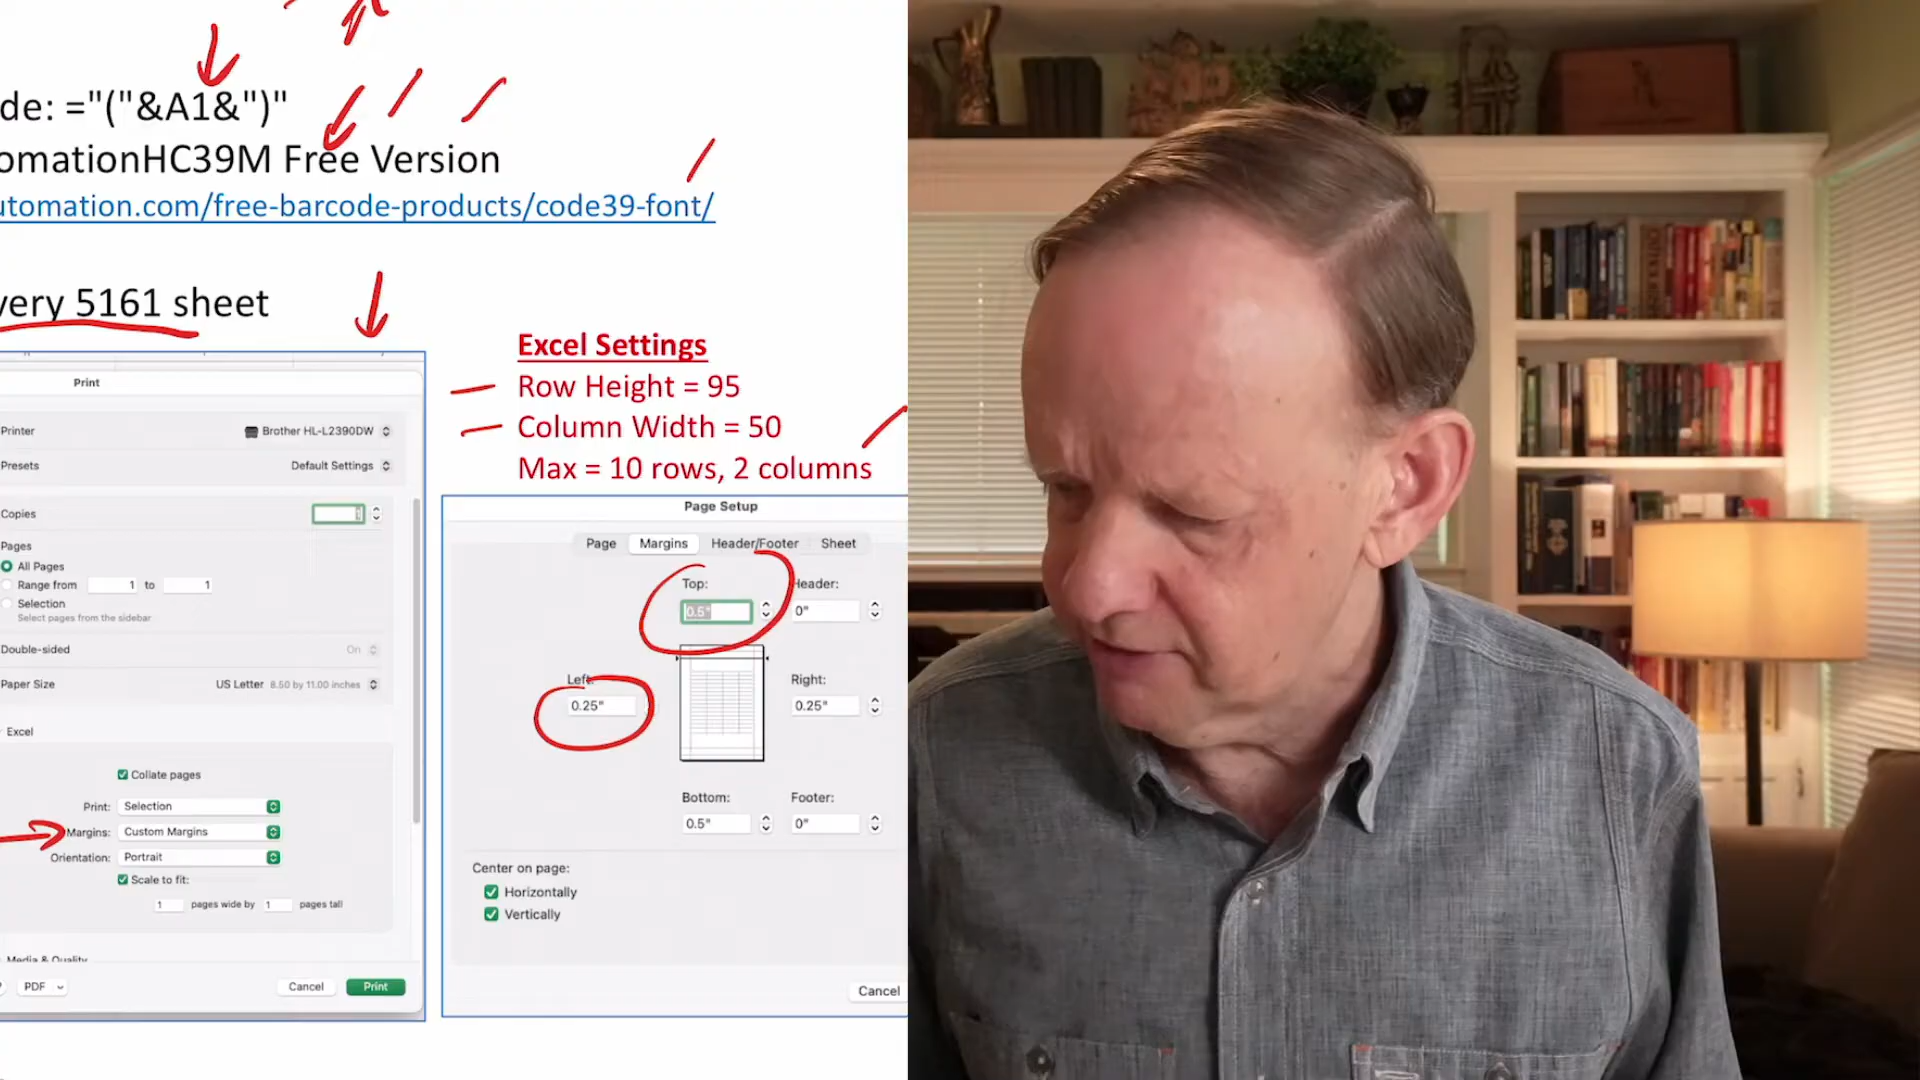 de: ="("&A1&")"
omationHC39M Free Version
utomation.com/free-barcode-products/code39-font/
very 5161 sheet
Excel Settings
Row Height = 95
Column Width = 50
Max = 10 rows, 2 columns
Print
Printer
Brother HL-L2390DW
Presets
Default Settings
Copies
Pages
All Pages
Range from 1 to 1
Selection
Select pages from the sidebar
Double-sided
On
Paper Size
US Letter 8.50 by 11.00 inches
Excel
Collate pages
Print: Selection
Margins: Custom Margins
Orientation: Portrait
Scale to fit:
1 pages wide by 1 pages tall
Media & Quality
PDF
Cancel
Print
Page Setup
Page Margins Header/Footer Sheet
Top:
Header:
0.5"
0"
Left:
Right:
0.25"
0.25"
Bottom:
Footer:
0.5"
0"
Center on page:
Horizontally
Vertically
Cancel